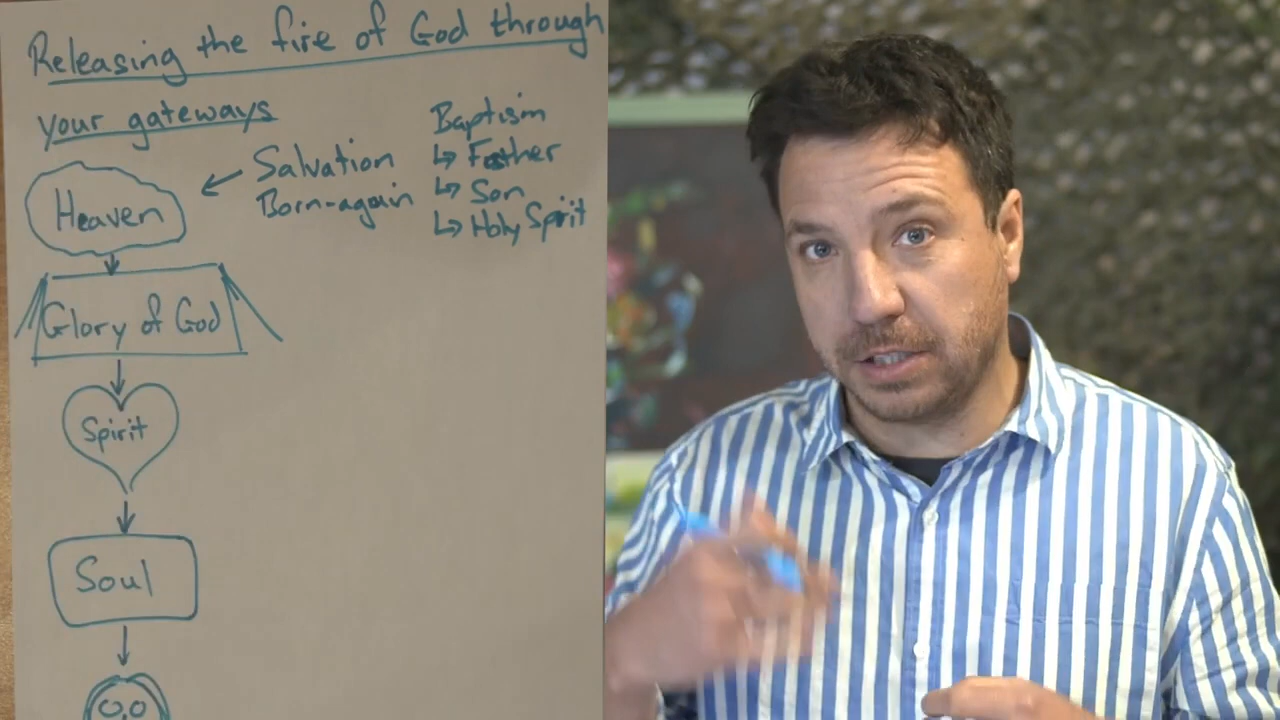 Releasing the fire of God through
your gateways
Heaven
Salvation
Born-again
Baptism
↳ Father
↳ Son
↳ Holy Spirit
Glory of God
Spirit
Soul